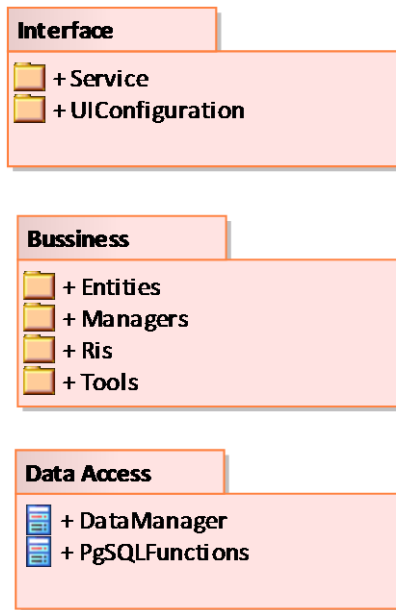 Interface
+ Service
+ UIConfiguration
Bussiness
+ Entities
+ Managers
+ Ris
+ Tools
Data Access
+ DataManager
+ PgSQLFunctions